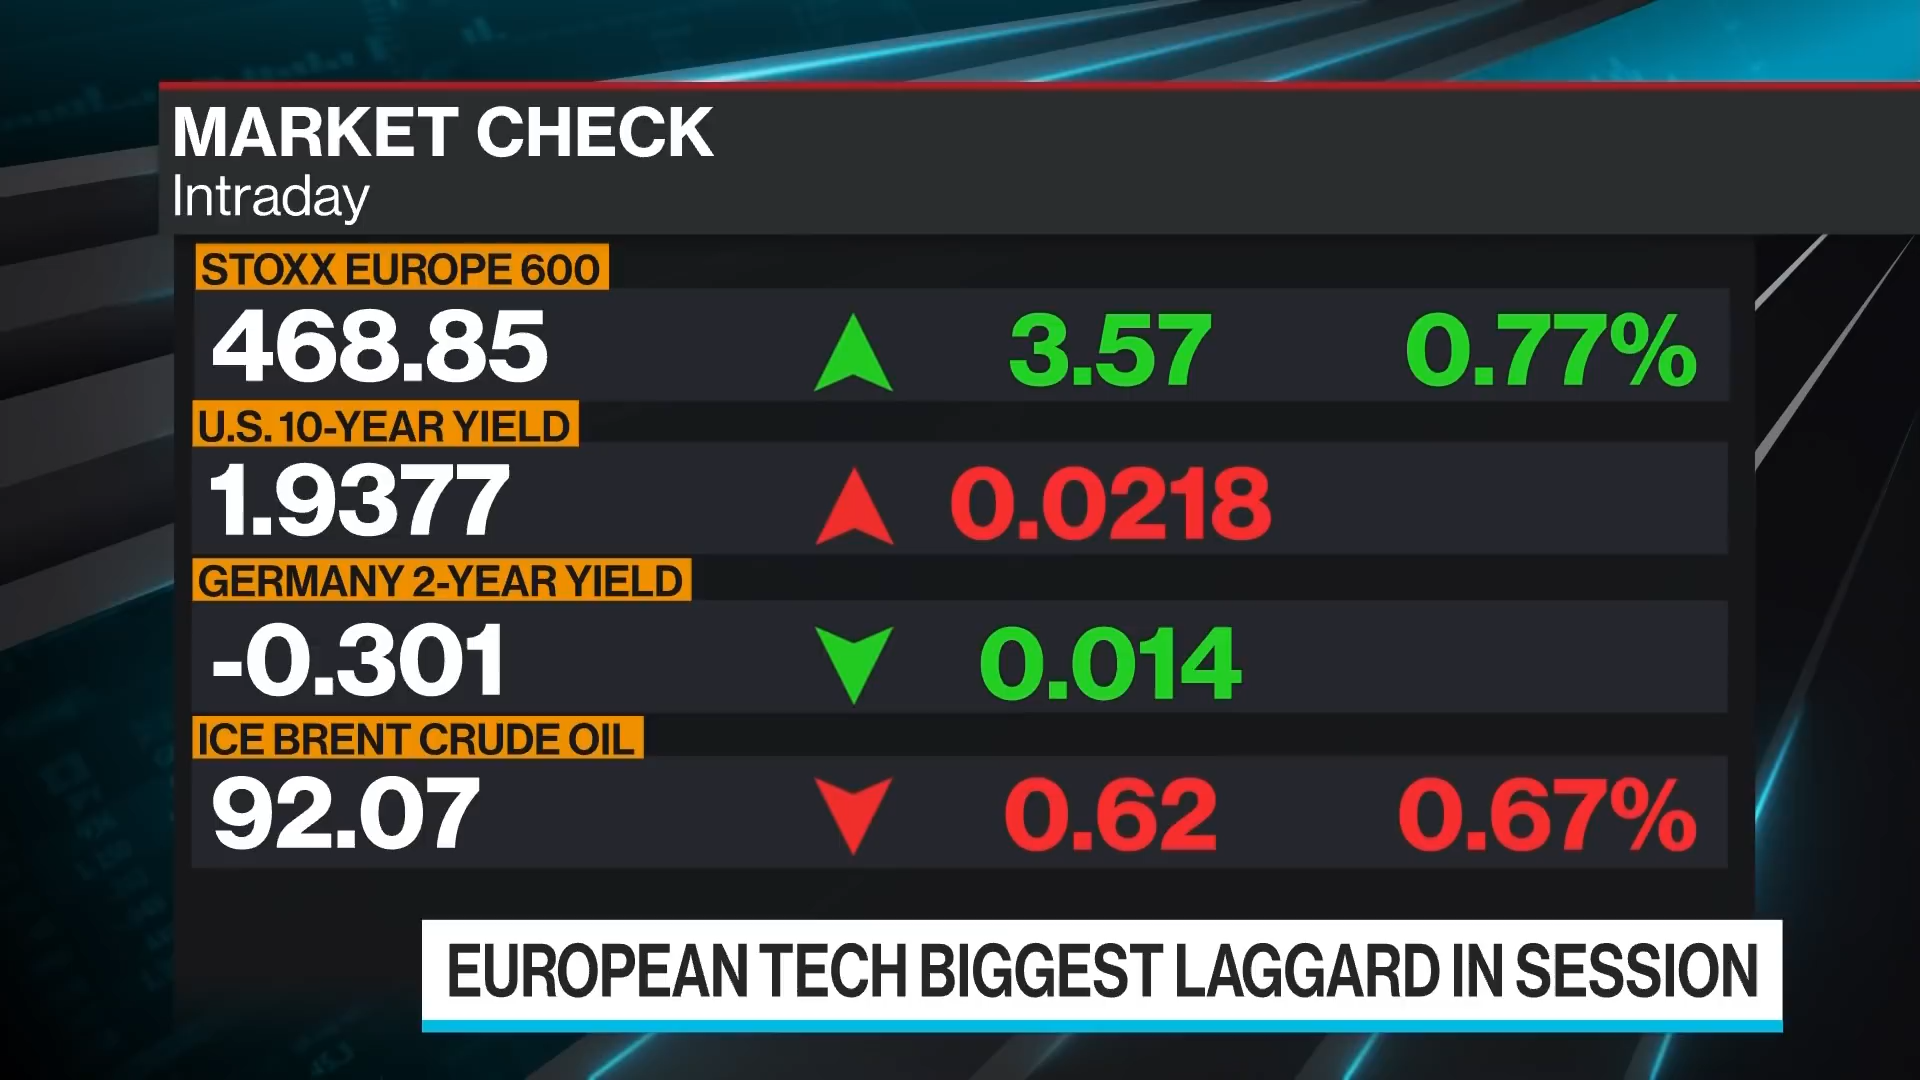 MARKET CHECK
Intraday
STOXX EUROPE 600
468.85 ▲ 3.57 0.77%
U.S. 10-YEAR YIELD
1.9377 ▲ 0.0218
GERMANY 2-YEAR YIELD
-0.301 ▼ 0.014
ICE BRENT CRUDE OIL
92.07 ▼ 0.62 0.67%
EUROPEAN TECH BIGGEST LAGGARD IN SESSION